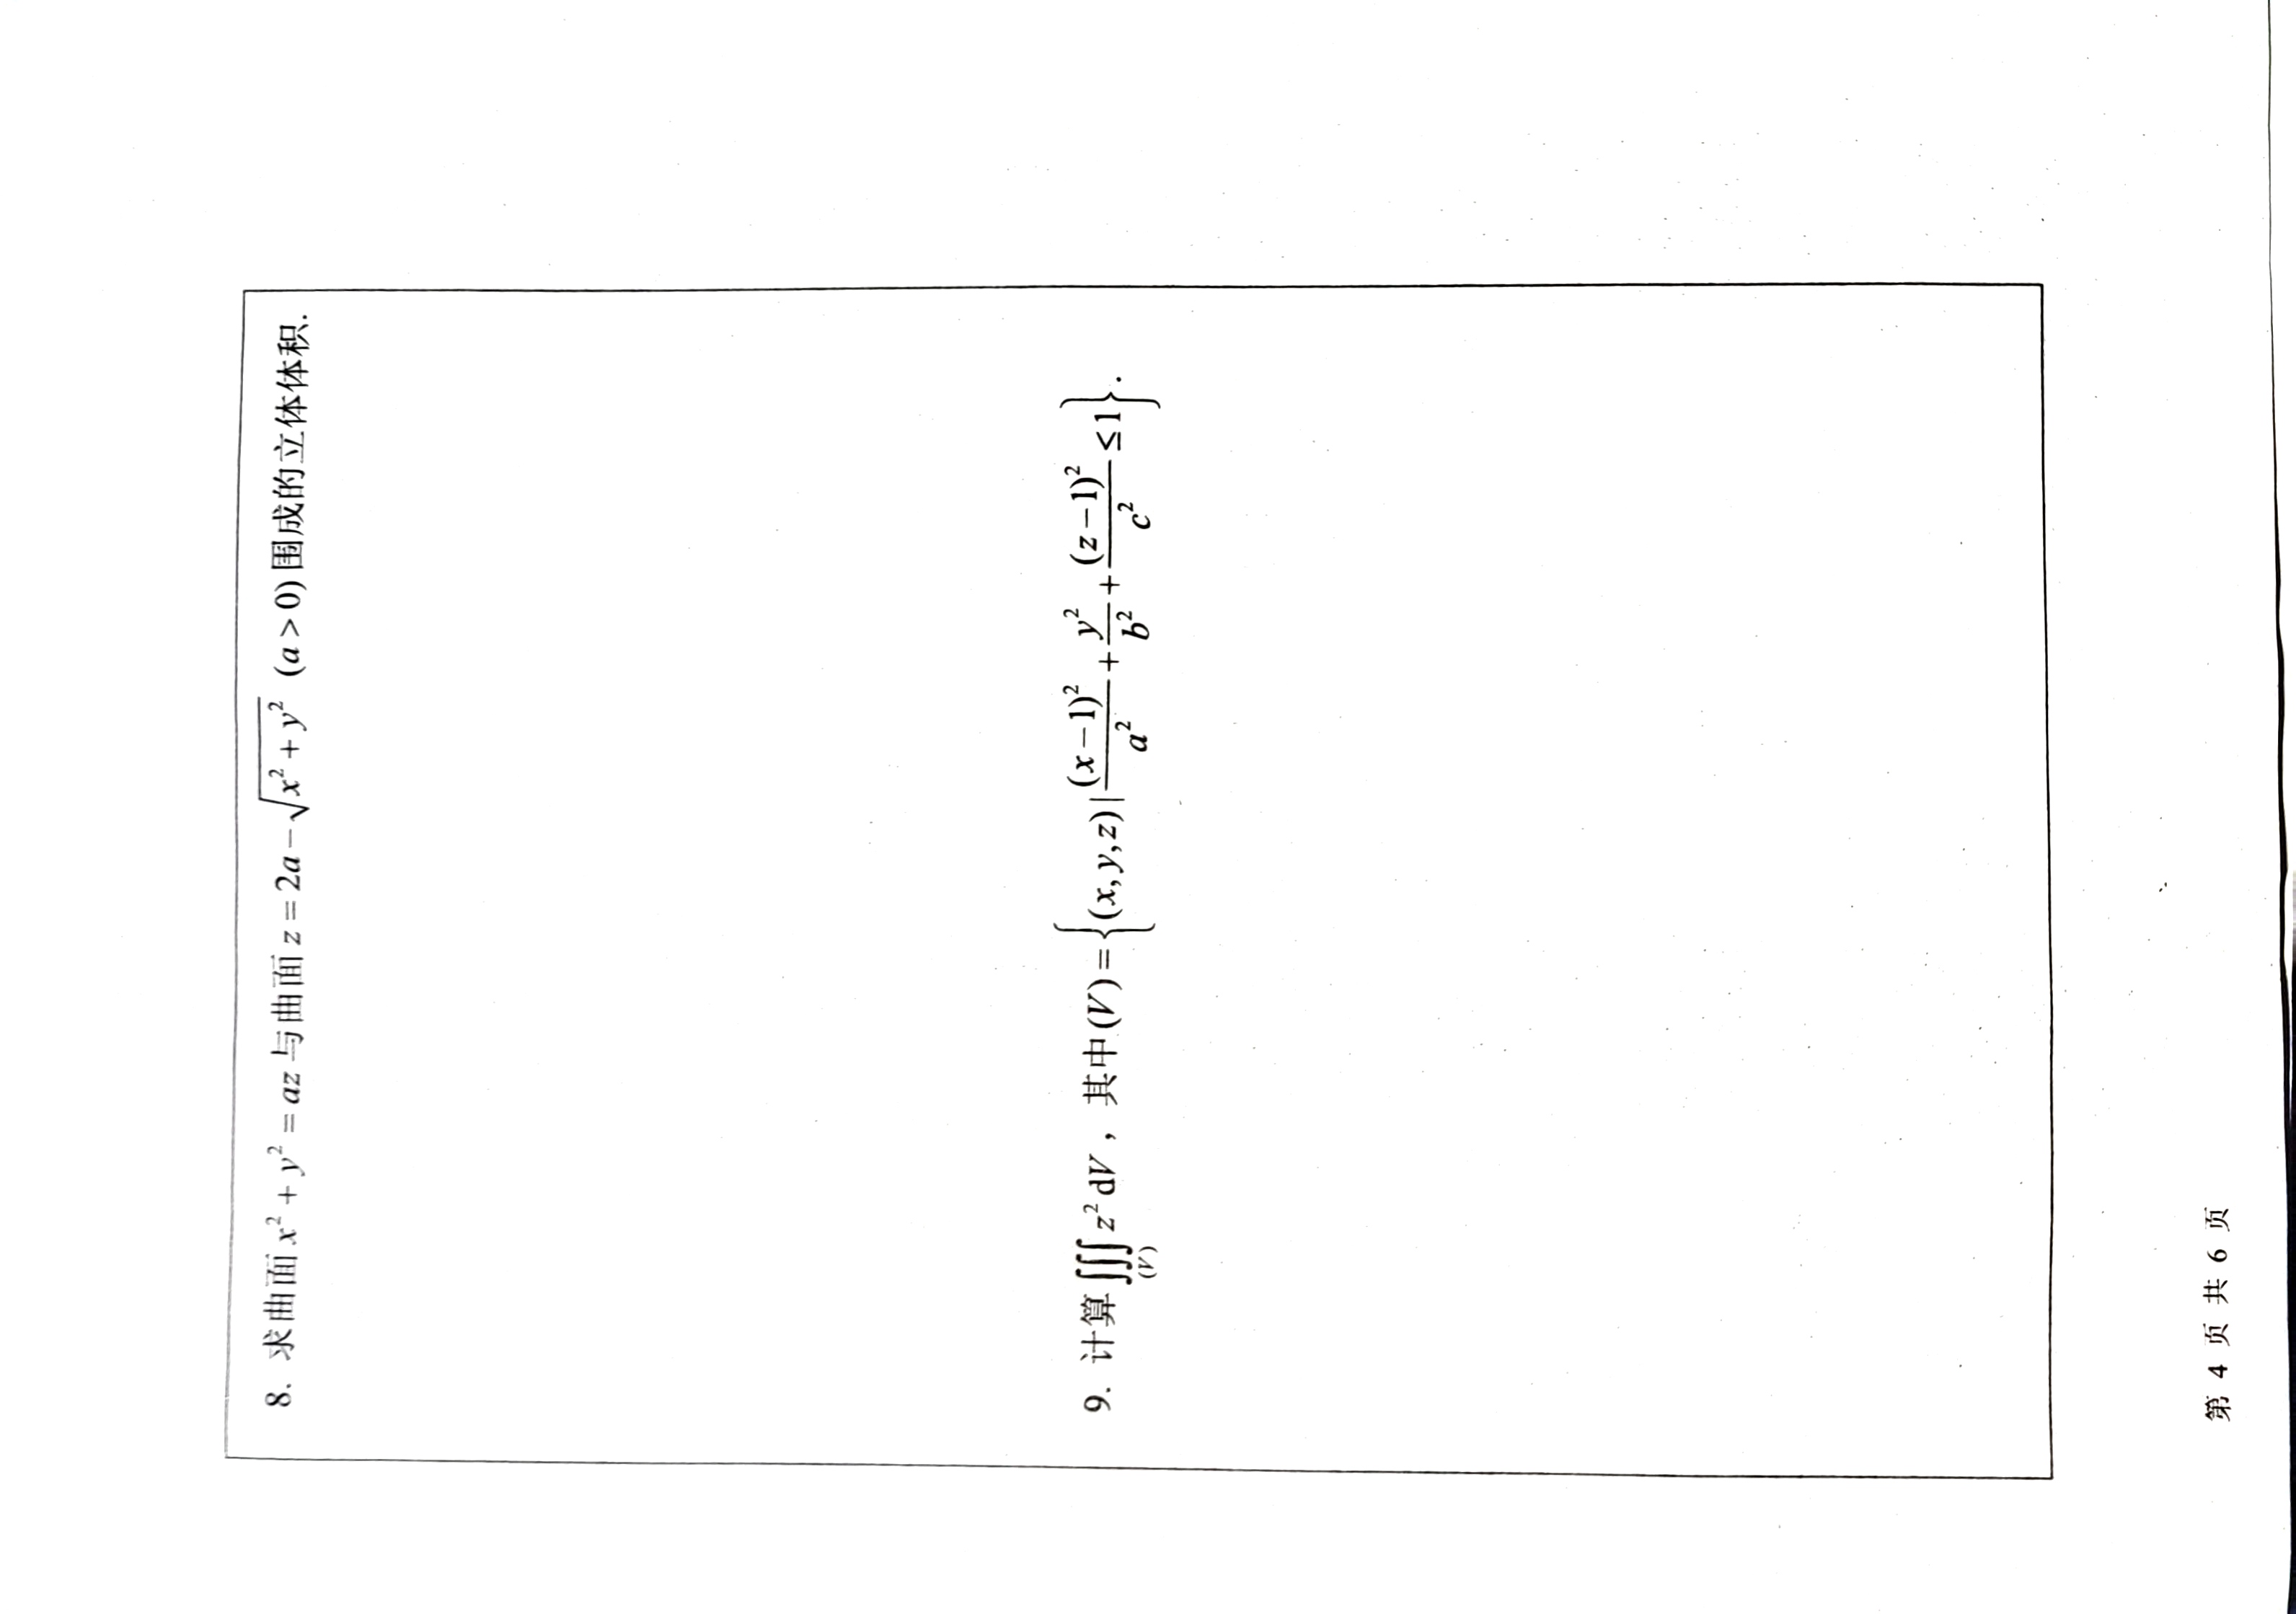 8. 求曲面 $x^2 + y^2 = az$ 与曲面 $z = 2a - \sqrt{x^2 + y^2}$ $(a > 0)$ 围成的立体体积.
9. 计算 $\iiint\limits_{(V)} z^2 \mathrm{d}V$，其中 $(V) = \left\{ (x, y, z) | \frac{(x-1)^2}{a^2} + \frac{y^2}{b^2} + \frac{(z-1)^2}{c^2} \leq 1 \right\}$.
第 4 页 共 6 页